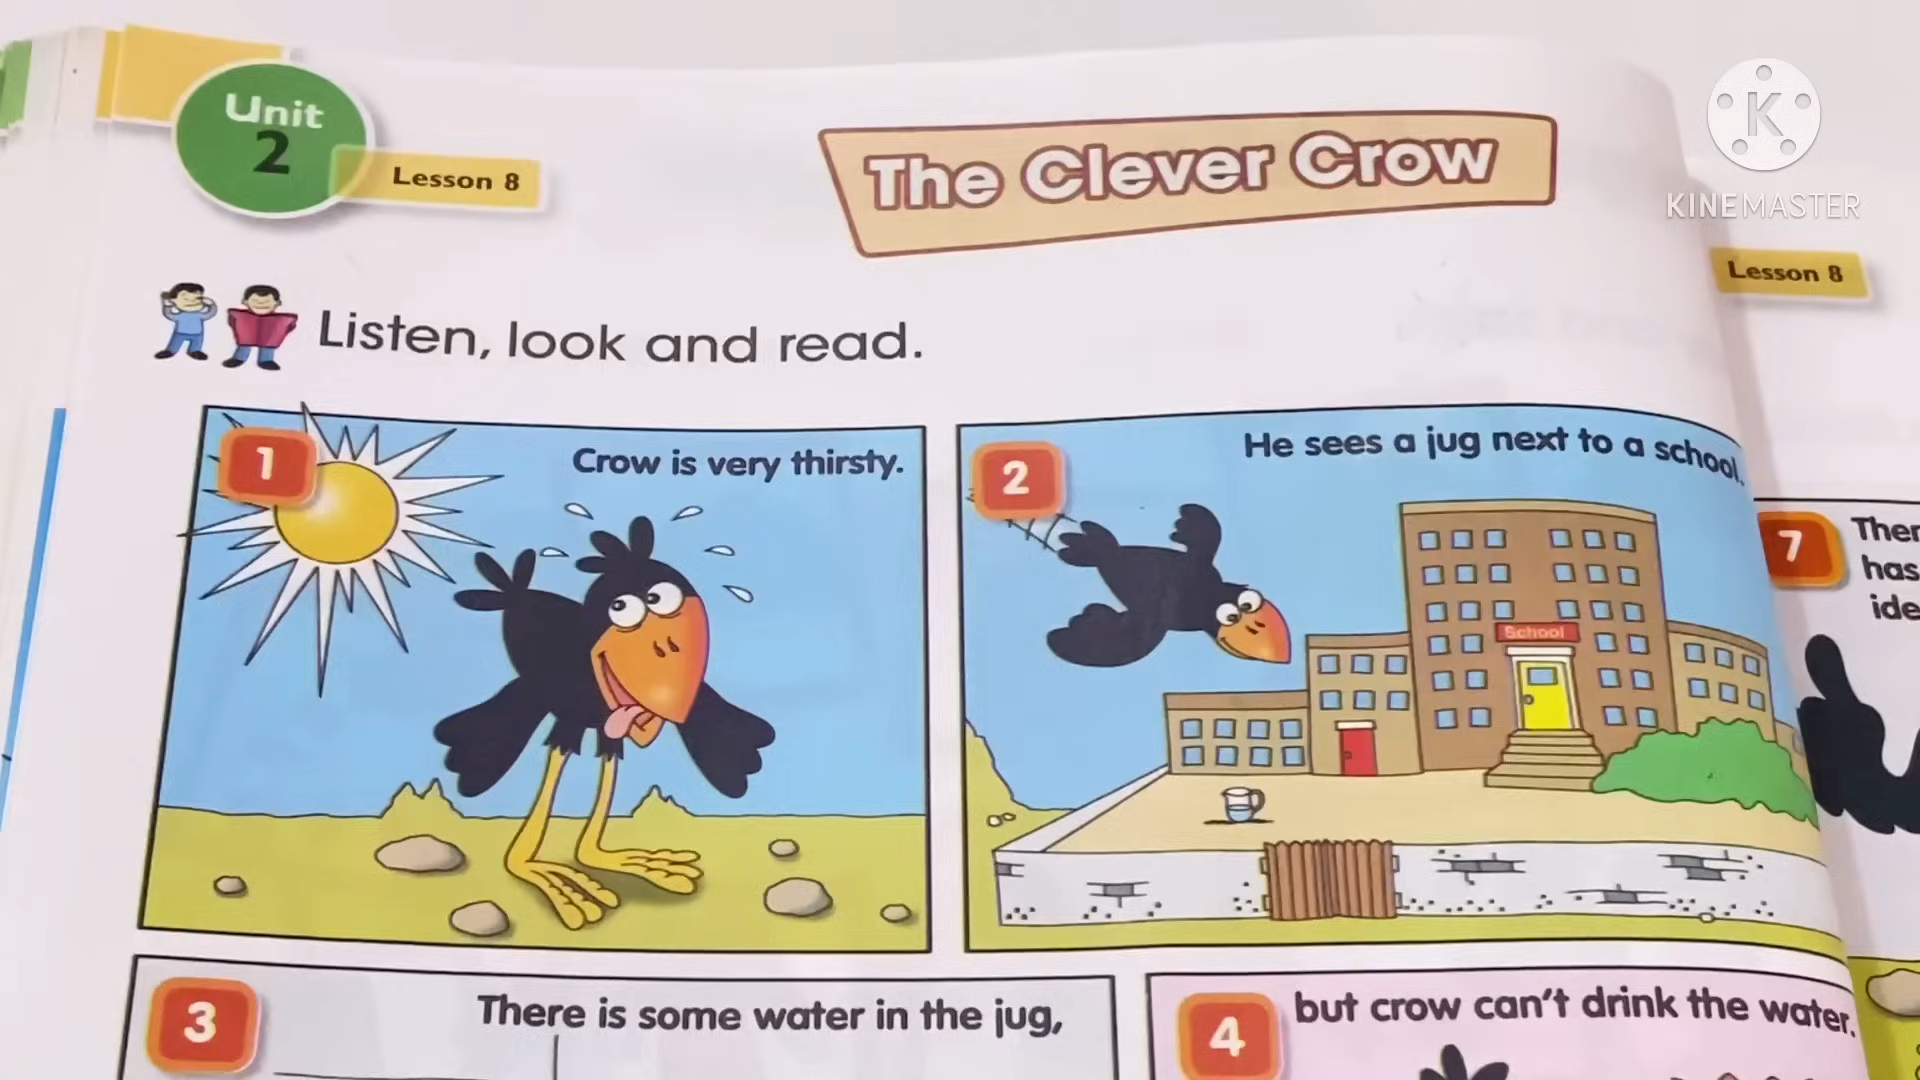 Unit
2
Lesson 8
The Clever Crow
K
KINEMASTER
Lesson 8
Listen, look and read.
1
Crow is very thirsty.
2
He sees a jug next to a school.
School
7
has
3
There is some water in the jug,
4
but crow can't drink the water.